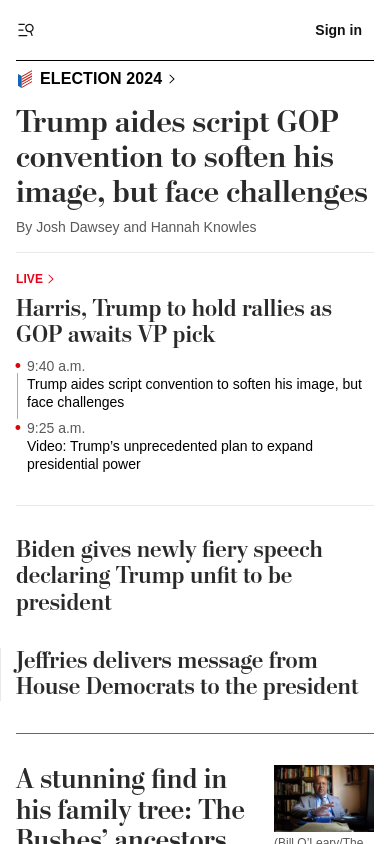 Sign in
ELECTION 2024
Trump aides script GOP
convention to soften his
image, but face challenges
By Josh Dawsey and Hannah Knowles
LIVE
Harris, Trump to hold rallies as
GOP awaits VP pick
9:40 a.m.
Trump aides script convention to soften his image, but
face challenges
9:25 a.m.
Video: Trump’s unprecedented plan to expand
presidential power
Biden gives newly fiery speech
declaring Trump unfit to be
president
Jeffries delivers message from
House Democrats to the president
A stunning find in
his family tree: The
Bushes’ ancestors
(Bill O’Leary/The